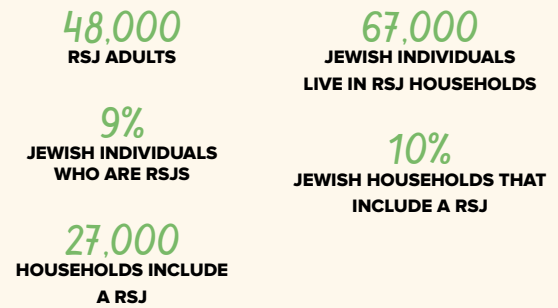 48,000
RSJ ADULTS
9%
JEWISH INDIVIDUALS
WHO ARE RSJS
27,000
HOUSEHOLDS INCLUDE
A RSJ
67,000
JEWISH INDIVIDUALS
LIVE IN RSJ HOUSEHOLDS
10%
JEWISH HOUSEHOLDS THAT
INCLUDE A RSJ